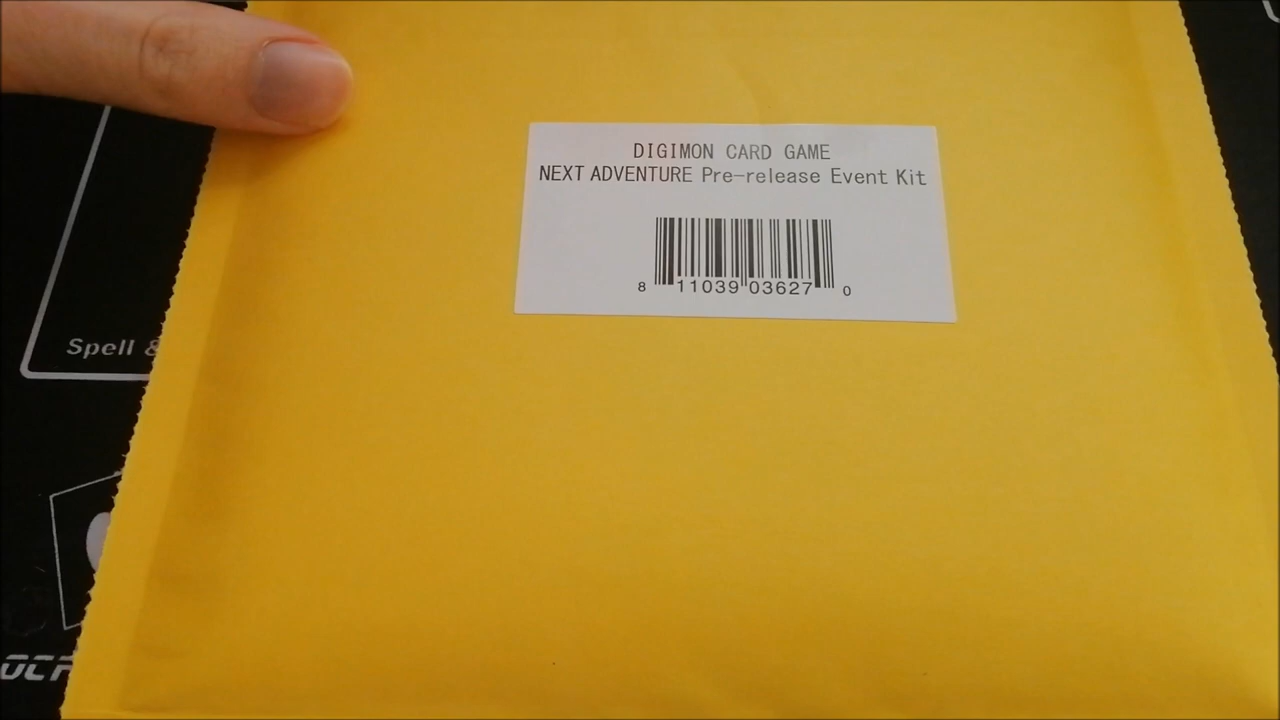 DIGIMON CARD GAME
NEXT ADVENTURE Pre-release Event Kit
8 11039 03627 0
Spell &